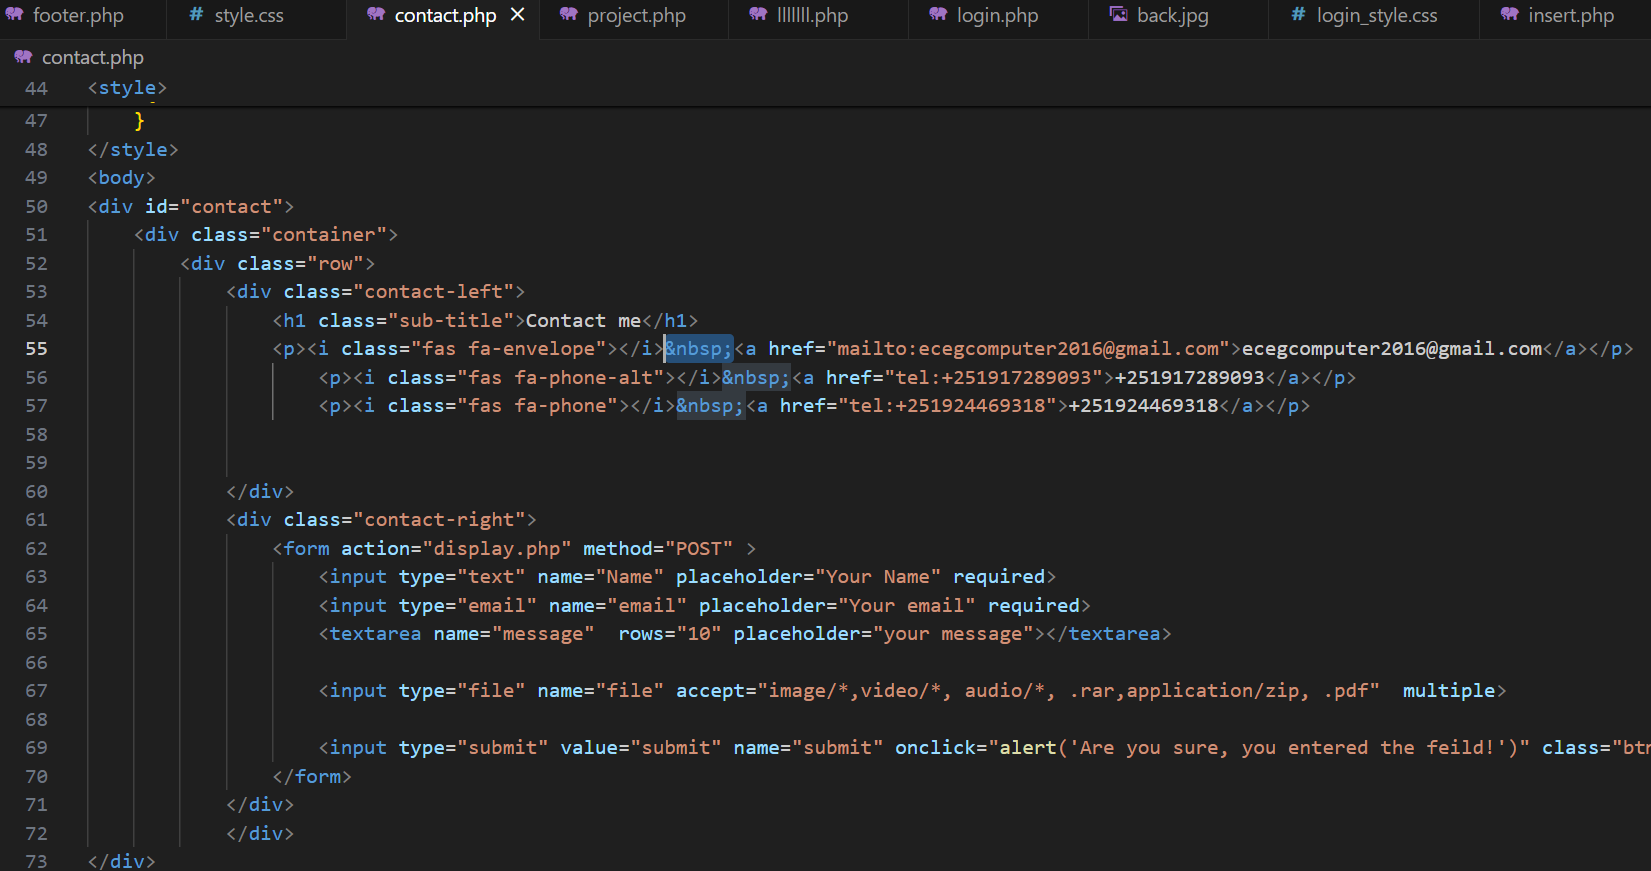 footer.php # style.css contact.php × project.php lllllll.php login.php back.jpg # login_style.css insert.php
contact.php
44 <style>
47 }
48 </style>
49 <body>
50 <div id="contact">
51 <div class="container">
52 <div class="row">
53 <div class="contact-left">
54 <h1 class="sub-title">Contact me</h1>
55 <p><i class="fas fa-envelope"></i>&nbsp;<a href="mailto:ecegcomputer2016@gmail.com">ecegcomputer2016@gmail.com</a></p>
56 <p><i class="fas fa-phone-alt"></i>&nbsp;<a href="tel:+251917289093">+251917289093</a></p>
57 <p><i class="fas fa-phone"></i>&nbsp;<a href="tel:+251924469318">+251924469318</a></p>
58
59
60 </div>
61 <div class="contact-right">
62 <form action="display.php" method="POST" >
63 <input type="text" name="Name" placeholder="Your Name" required>
64 <input type="email" name="email" placeholder="Your email" required>
65 <textarea name="message"  rows="10" placeholder="your message"></textarea>
66
67 <input type="file" name="file" accept="image/*,video/*, audio/*, .rar,application/zip, .pdf"  multiple>
68
69 <input type="submit" value="submit" name="submit" onclick="alert('Are you sure, you entered the feild!')" class="btn
70 </form>
71 </div>
72 </div>
73 </div>